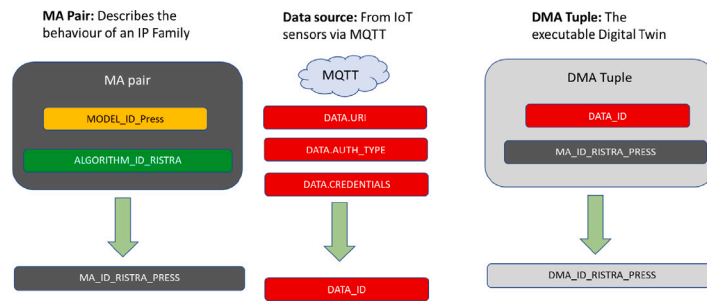 MA Pair: Describes the
behaviour of an IP Family
MA pair
MODEL_ID_Press
ALGORITHM_ID_RISTRA
MA_ID_RISTRA_PRESS
Data source: From IoT
sensors via MQTT
MQTT
DATA.URI
DATA.AUTH_TYPE
DATA.CREDENTIALS
DATA_ID
DMA Tuple: The
executable Digital Twin
DMA Tuple
DATA_ID
MA_ID_RISTRA_PRESS
DMA_ID_RISTRA_PRESS